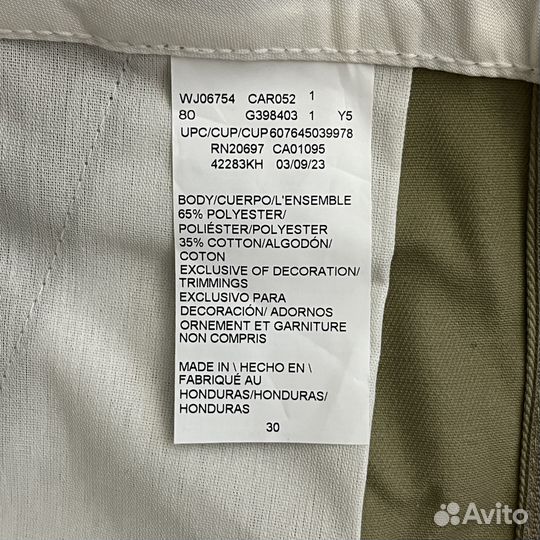 WJ06754 CAR052 1
80 G398403 1 Y5
UPC/CUP/CUP607645039978
RN20697 CA01095
42283KH 03/09/23
BODY/CUERPO/L'ENSEMBLE
65% POLYESTER/
POLIÉSTER/POLYESTER
35% COTTON/ALGODÓN/
COTON
EXCLUSIVE OF DECORATION/
TRIMMINGS
EXCLUSIVO PARA
DECORACIÓN/ ADORNOS
ORNEMENT ET GARNITURE
NON COMPRIS
MADE IN \ HECHO EN \
FABRIQUÉ AU
HONDURAS/HONDURAS/
HONDURAS
30
Avito